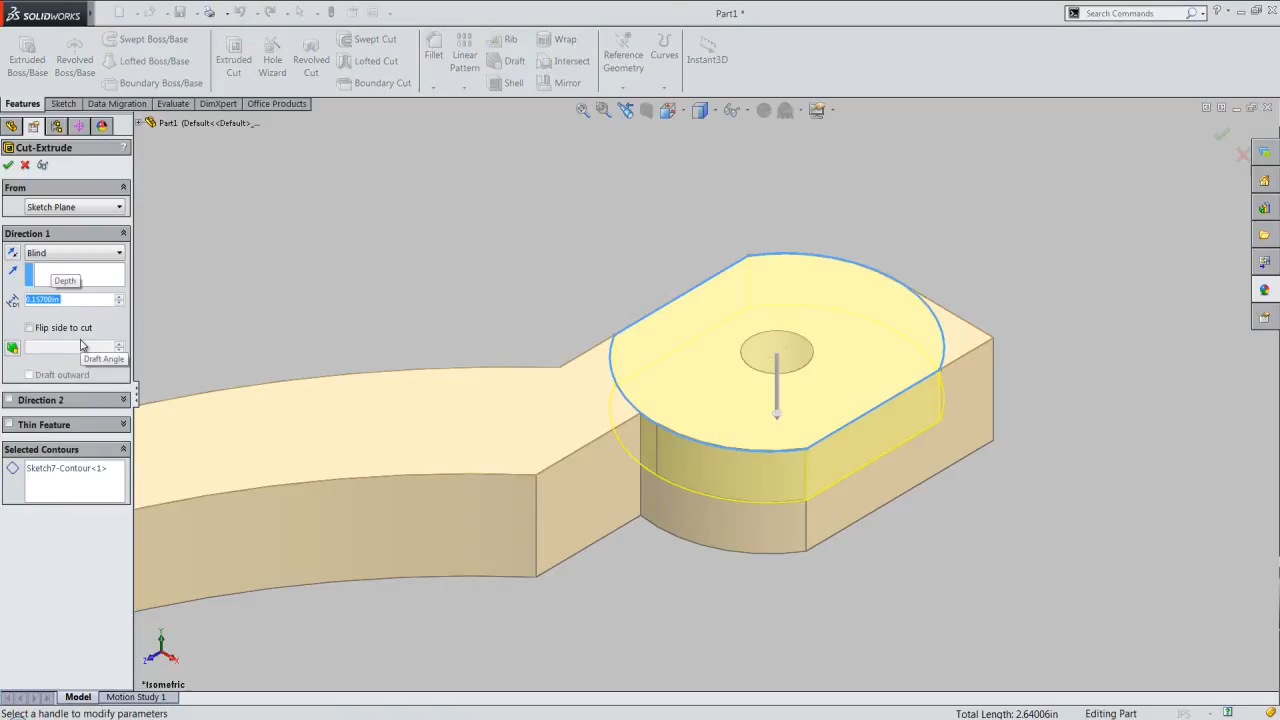 SOLIDWORKS
Part1 *
Search Commands
Extruded Boss/Base
Revolved Boss/Base
Swept Boss/Base
Lofted Boss/Base
Boundary Boss/Base
Extruded Cut
Hole Wizard
Revolved Cut
Swept Cut
Lofted Cut
Boundary Cut
Fillet
Linear Pattern
Rib
Draft
Shell
Wrap
Intersect
Mirror
Reference Geometry
Curves
Instant3D
Features
Sketch
Data Migration
Evaluate
DimXpert
Office Products
Part1 (Default<<Default>_...
Cut-Extrude
?
From
Sketch Plane
Direction 1
Blind
Depth
0.15700in
Flip side to cut
Draft Angle
Draft outward
Direction 2
Thin Feature
Selected Contours
Sketch7-Contour<1>
Y
Z
X
*Isometric
Model
Motion Study 1
Select a handle to modify parameters
Total Length: 2.64006in
Editing Part
IPS